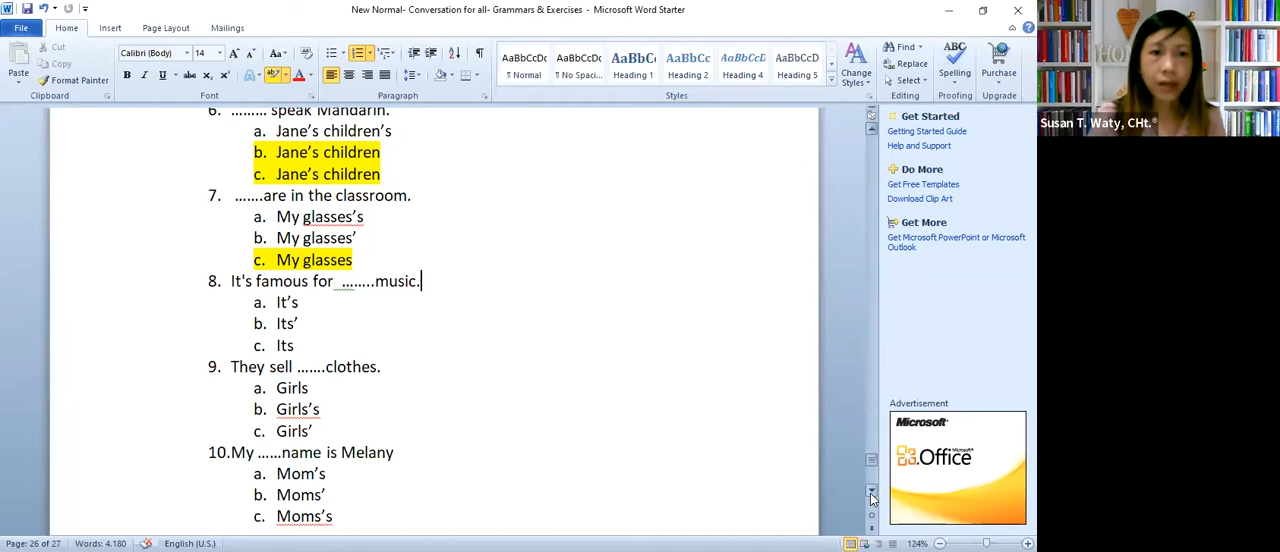 New Normal- Conversation for all- Grammars & Exercises - Microsoft Word Starter
File Home Insert Page Layout Mailings
Paste
Cut
Copy
Format Painter
Clipboard
Calibri (Body) 14
Font
Paragraph
AaBbCcDc
¶ Normal
AaBbCcDc
¶ No Spaci...
AaBbCc
Heading 1
AaBbCc
Heading 2
AaBbCcD
Heading 4
AaBbCcD
Heading 5
Styles
Change
Styles
Find
Replace
Select
Editing
Spelling
Proofing
Purchase
Upgrade
6. ……… speak Mandarin.
a. Jane’s children’s
b. Jane’s children
c. Jane’s children
7. …….are in the classroom.
a. My glasses’s
b. My glasses’
c. My glasses
8. It's famous for ……..music.
a. It’s
b. Its’
c. Its
9. They sell …….clothes.
a. Girls
b. Girls’s
c. Girls’
10.My ……name is Melany
a. Mom’s
b. Moms’
c. Moms’s
Get Started
Getting Started Guide
Help and Support
Do More
Get Free Templates
Download Clip Art
Get More
Get Microsoft PowerPoint or Microsoft
Outlook
Advertisement
Microsoft
Office
Page: 26 of 27 Words: 4.180 English (U.S.) 124%
Susan T. Waty, CHt.®